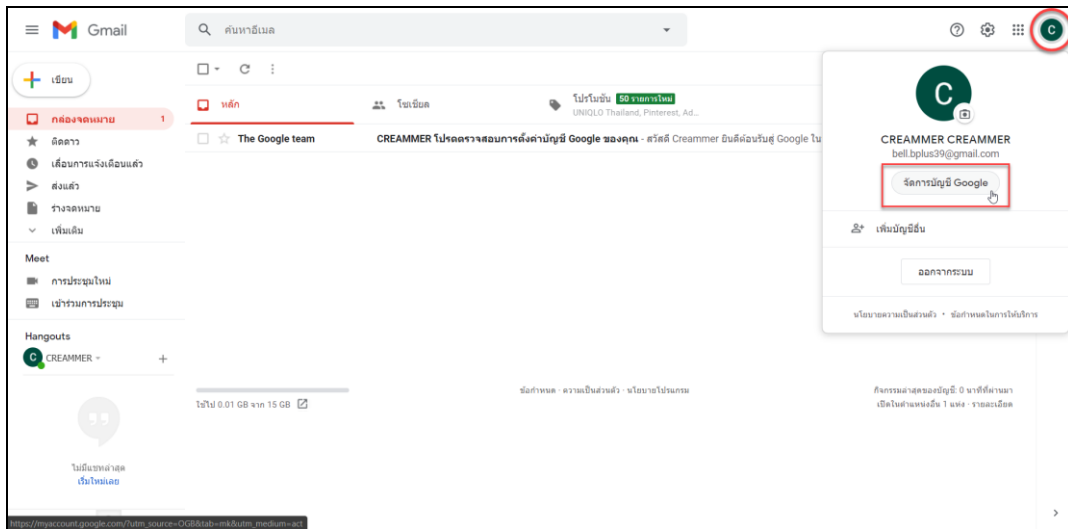 Gmail
ค้นหาอีเมล
C
เขียน
กล่องจดหมาย 1
ติดดาว
เลื่อนการแจ้งเตือนแล้ว
ส่งแล้ว
ร่างจดหมาย
เพิ่มเติม
Meet
การประชุมใหม่
เข้าร่วมการประชุม
Hangouts
C CREAMMER
ไม่มีแชทล่าสุด
เริ่มใหม่เลย
หลัก
โซเชียล
โปรโมชัน 50 รายการใหม่
UNIQLO Thailand, Pinterest, Ad...
The Google team CREAMMER โปรดตรวจสอบการตั้งค่าบัญชี Google ของคุณ - สวัสดี Creammer ยินดีต้อนรับสู่ Google ใน
ใช้ไป 0.01 GB จาก 15 GB
ข้อกำหนด · ความเป็นส่วนตัว · นโยบายโปรแกรม
กิจกรรมล่าสุดของบัญชี: 0 นาทีที่ผ่านมา
เปิดในตำแหน่งอื่น 1 แห่ง · รายละเอียด
C
CREAMMER CREAMMER
bell.bplus39@gmail.com
จัดการบัญชี Google
เพิ่มบัญชีอื่น
ออกจากระบบ
นโยบายความเป็นส่วนตัว • ข้อกำหนดในการให้บริการ
https://myaccount.google.com/?utm_source=OGB&tab=mk&utm_medium=act